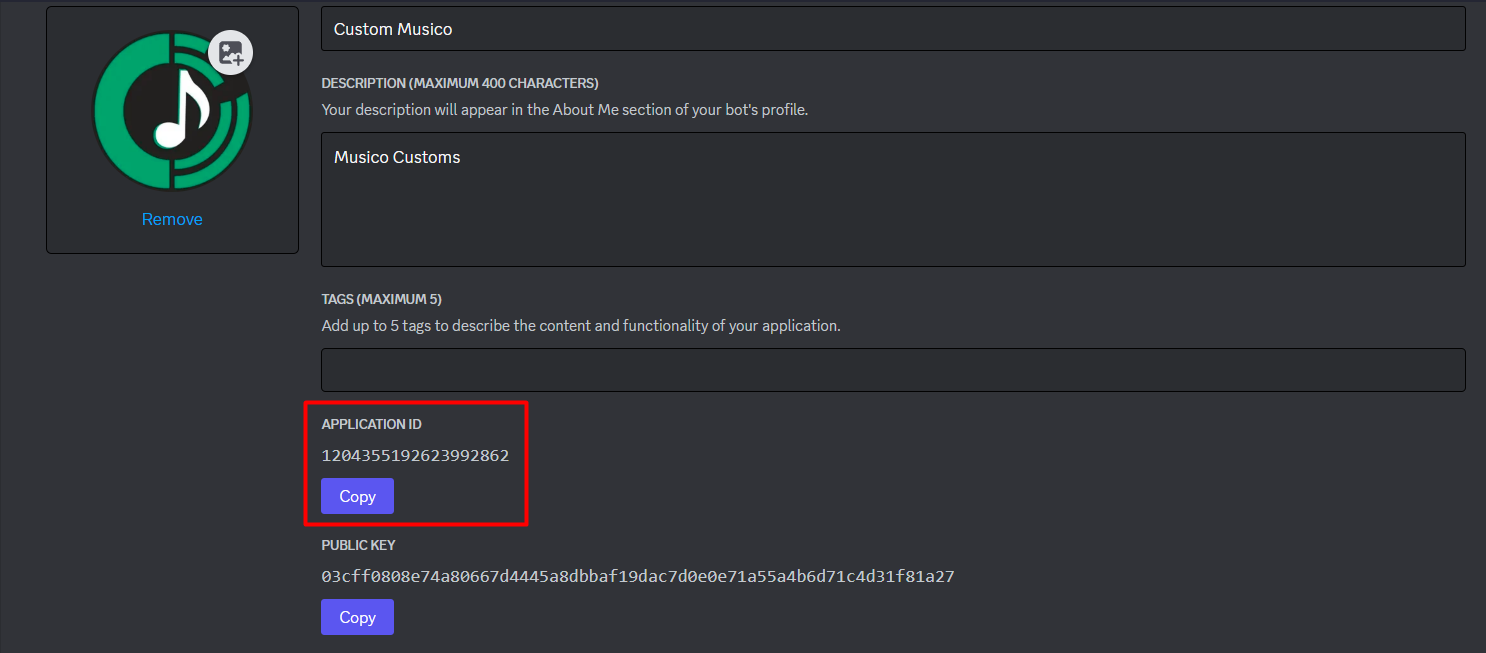 Custom Musico
DESCRIPTION (MAXIMUM 400 CHARACTERS)
Your description will appear in the About Me section of your bot's profile.
Musico Customs
Remove
TAGS (MAXIMUM 5)
Add up to 5 tags to describe the content and functionality of your application.
APPLICATION ID
1204355192623992862
Copy
PUBLIC KEY
03cff0808e74a80667d4445a8dbbaf19dac7d0e0e71a55a4b6d71c4d31f81a27
Copy